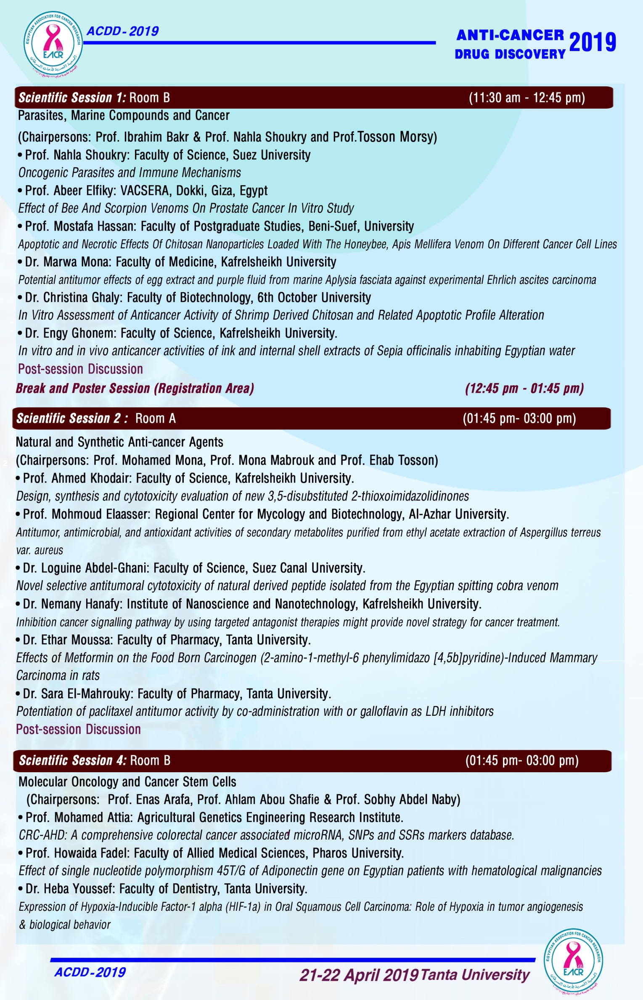 EGYPTIAN ASSOCIATION FOR CANCER RESEARCH
EACR
الجمعية المصرية لأبحاث السرطان
ACDD - 2019
ANTI-CANCER
DRUG DISCOVERY 2019
Scientific Session 1: Room B (11:30 am - 12:45 pm)
Parasites, Marine Compounds and Cancer
(Chairpersons: Prof. Ibrahim Bakr & Prof. Nahla Shoukry and Prof.Tosson Morsy)
• Prof. Nahla Shoukry: Faculty of Science, Suez University
Oncogenic Parasites and Immune Mechanisms
• Prof. Abeer Elfiky: VACSERA, Dokki, Giza, Egypt
Effect of Bee And Scorpion Venoms On Prostate Cancer In Vitro Study
• Prof. Mostafa Hassan: Faculty of Postgraduate Studies, Beni-Suef, University
Apoptotic and Necrotic Effects Of Chitosan Nanoparticles Loaded With The Honeybee, Apis Mellifera Venom On Different Cancer Cell Lines
• Dr. Marwa Mona: Faculty of Medicine, Kafrelsheikh University
Potential antitumor effects of egg extract and purple fluid from marine Aplysia fasciata against experimental Ehrlich ascites carcinoma
• Dr. Christina Ghaly: Faculty of Biotechnology, 6th October University
In Vitro Assessment of Anticancer Activity of Shrimp Derived Chitosan and Related Apoptotic Profile Alteration
• Dr. Engy Ghonem: Faculty of Science, Kafrelsheikh University.
In vitro and in vivo anticancer activities of ink and internal shell extracts of Sepia officinalis inhabiting Egyptian water
Post-session Discussion
Break and Poster Session (Registration Area) (12:45 pm - 01:45 pm)
Scientific Session 2 : Room A (01:45 pm- 03:00 pm)
Natural and Synthetic Anti-cancer Agents
2
(Chairpersons: Prof. Mohamed Mona, Prof. Mona Mabrouk and Prof. Ehab Tosson)
• Prof. Ahmed Khodair: Faculty of Science, Kafrelsheikh University.
Design, synthesis and cytotoxicity evaluation of new 3,5-disubstituted 2-thioxoimidazolidinones
• Prof. Mohmoud Elaasser: Regional Center for Mycology and Biotechnology, Al-Azhar University.
Antitumor, antimicrobial, and antioxidant activities of secondary metabolites purified from ethyl acetate extraction of Aspergillus terreus
var. aureus
• Dr. Loguine Abdel-Ghani: Faculty of Science, Suez Canal University.
Novel selective antitumoral cytotoxicity of natural derived peptide isolated from the Egyptian spitting cobra venom
• Dr. Nemany Hanafy: Institute of Nanoscience and Nanotechnology, Kafrelsheikh University.
Inhibition cancer signalling pathway by using targeted antagonist therapies might provide novel strategy for cancer treatment.
• Dr. Ethar Moussa: Faculty of Pharmacy, Tanta University.
Effects of Metformin on the Food Born Carcinogen (2-amino-1-methyl-6 phenylimidazo [4,5b]pyridine)-Induced Mammary
Carcinoma in rats
• Dr. Sara El-Mahrouky: Faculty of Pharmacy, Tanta University.
Potentiation of paclitaxel antitumor activity by co-administration with or galloflavin as LDH inhibitors
Post-session Discussion
Scientific Session 4: Room B (01:45 pm- 03:00 pm)
Molecular Oncology and Cancer Stem Cells
(Chairpersons: Prof. Enas Arafa, Prof. Ahlam Abou Shafie & Prof. Sobhy Abdel Naby)
• Prof. Mohamed Attia: Agricultural Genetics Engineering Research Institute.
CRC-AHD: A comprehensive colorectal cancer associated microRNA, SNPs and SSRs markers database.
• Prof. Howaida Fadel: Faculty of Allied Medical Sciences, Pharos University.
Effect of single nucleotide polymorphism 45T/G of Adiponectin gene on Egyptian patients with hematological malignancies
• Dr. Heba Youssef: Faculty of Dentistry, Tanta University.
Expression of Hypoxia-Inducible Factor-1 alpha (HIF-1a) in Oral Squamous Cell Carcinoma: Role of Hypoxia in tumor angiogenesis
& biological behavior
ACDD-2019
21-22 April 2019 Tanta University
EGYPTIAN ASSOCIATION FOR CANCER RESEARCH
EACR
الجمعية المصرية لأبحاث السرطان